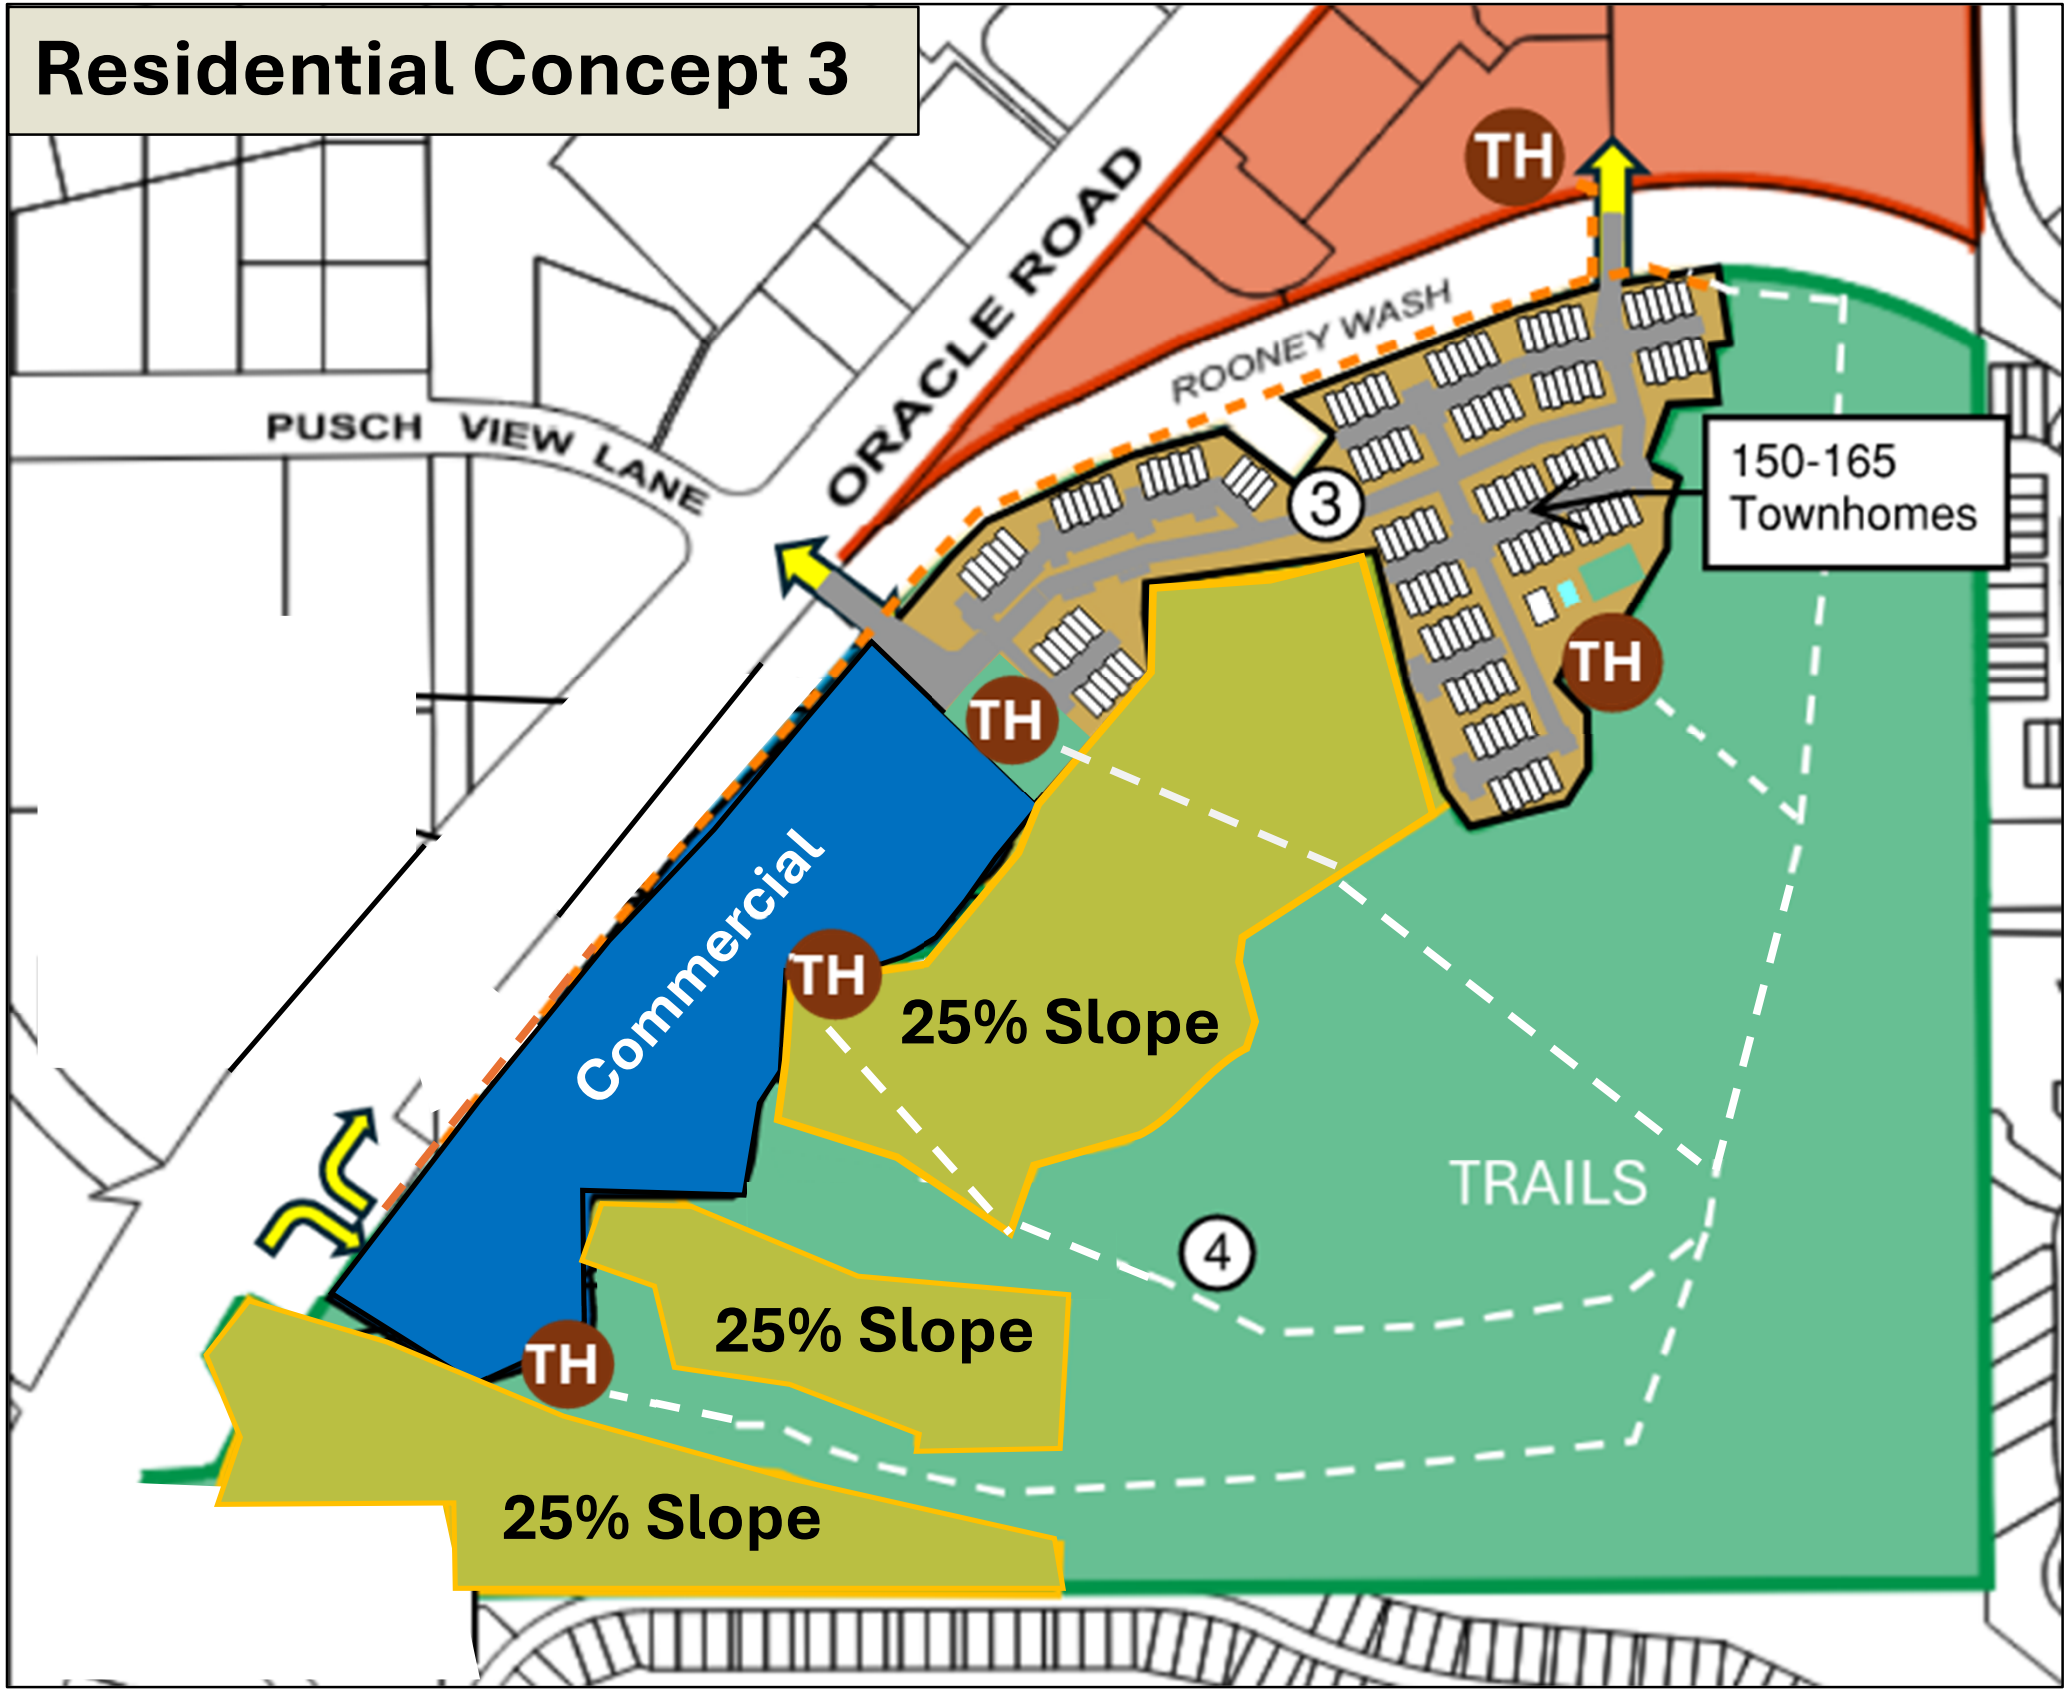 Residential Concept 3
TH
ORACLE ROAD
ROONEY WASH
PUSCH VIEW LANE
150-165
Townhomes
3
TH
TH
Commercial
TH
25% Slope
TRAILS
4
25% Slope
TH
25% Slope